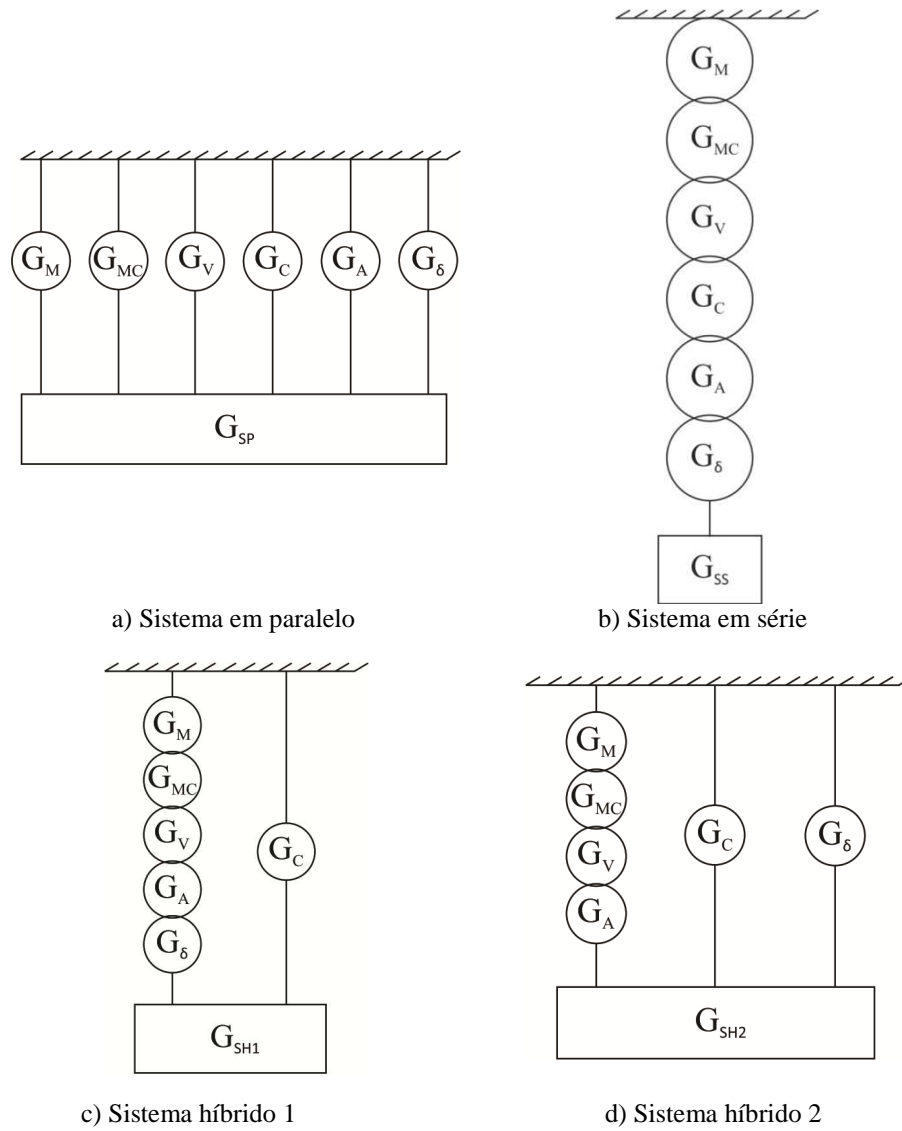 G_M G_MC G_V G_C G_A G_δ
G_SP
a) Sistema em paralelo
G_M
G_MC
G_V
G_C
G_A
G_δ
G_SS
b) Sistema em série
G_M
G_MC
G_V
G_A
G_δ
G_C
G_SH1
c) Sistema híbrido 1
G_M
G_MC
G_V
G_A
G_C
G_δ
G_SH2
d) Sistema híbrido 2